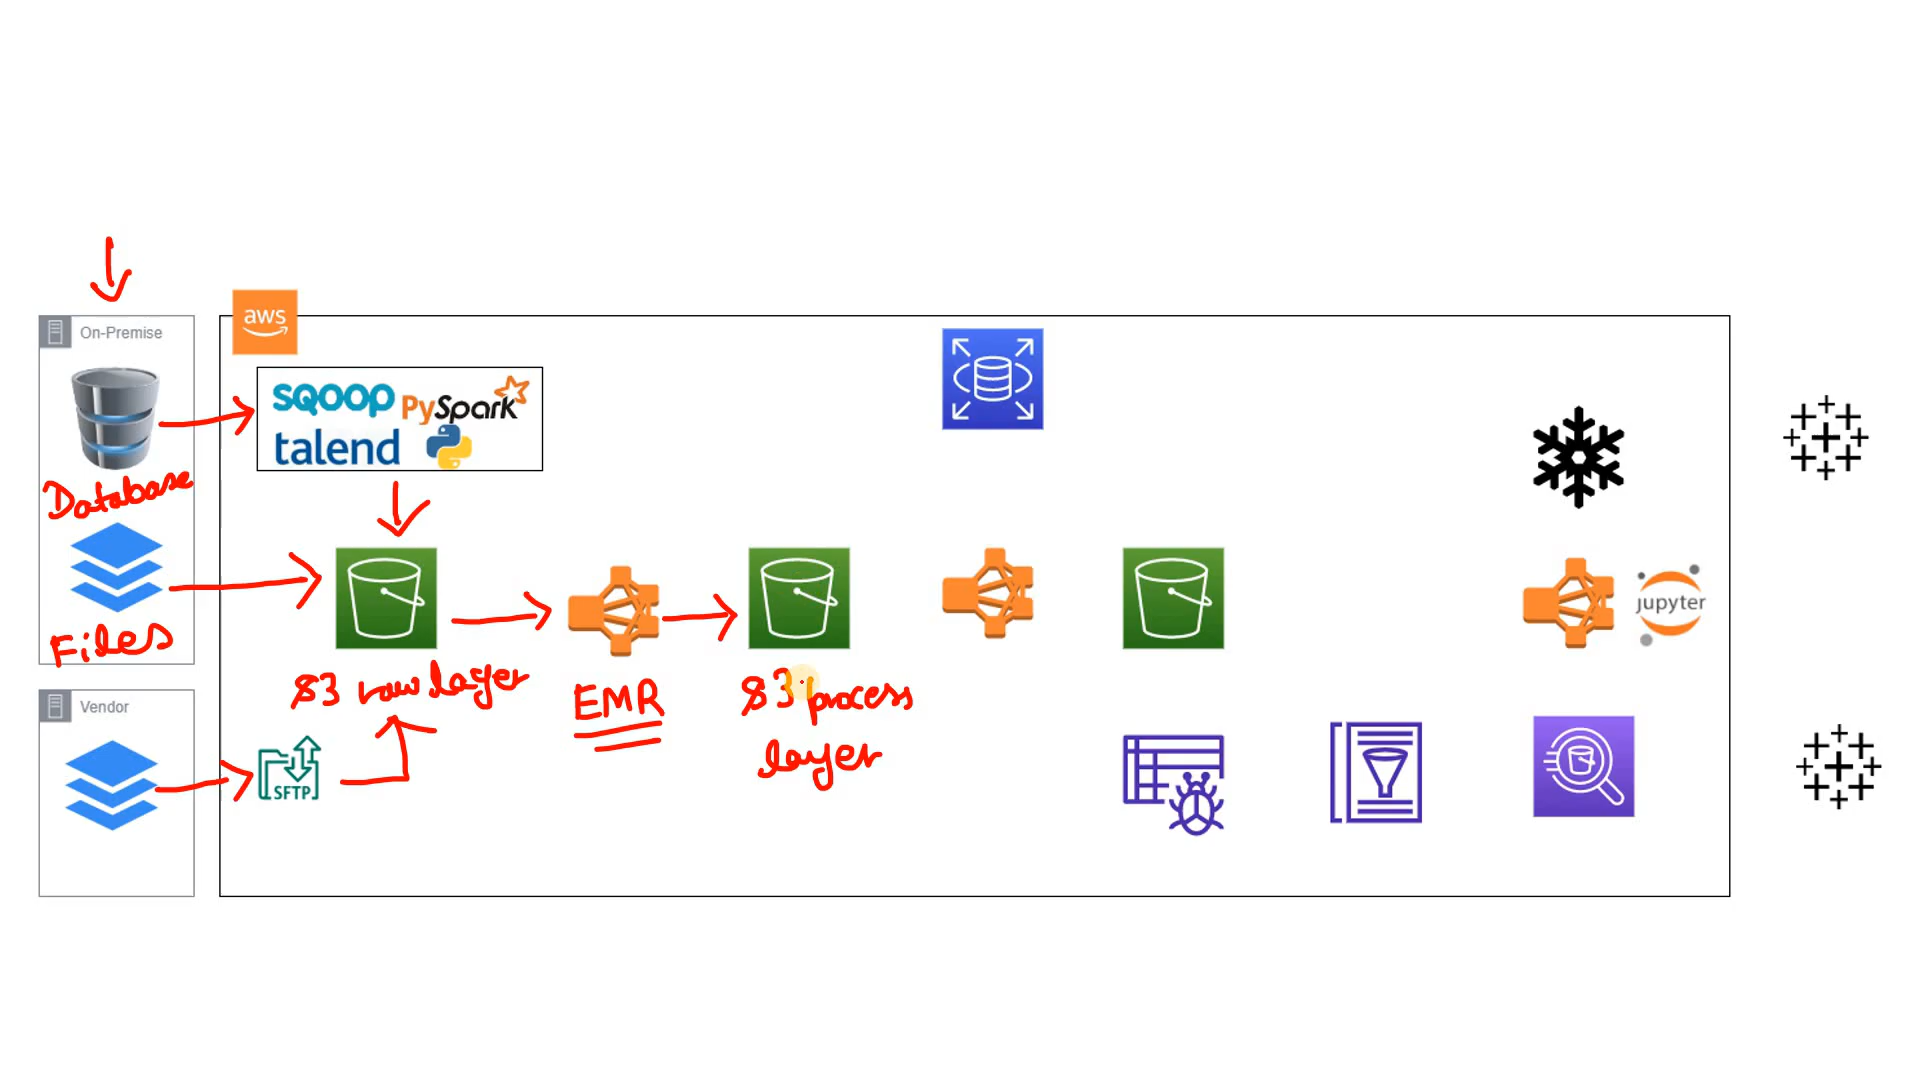 On-Premise
Database
Files
Vendor
aws
sqoop PySpark
talend
S3 raw layer
SFTP
EMR
S3 process
layer
jupyter